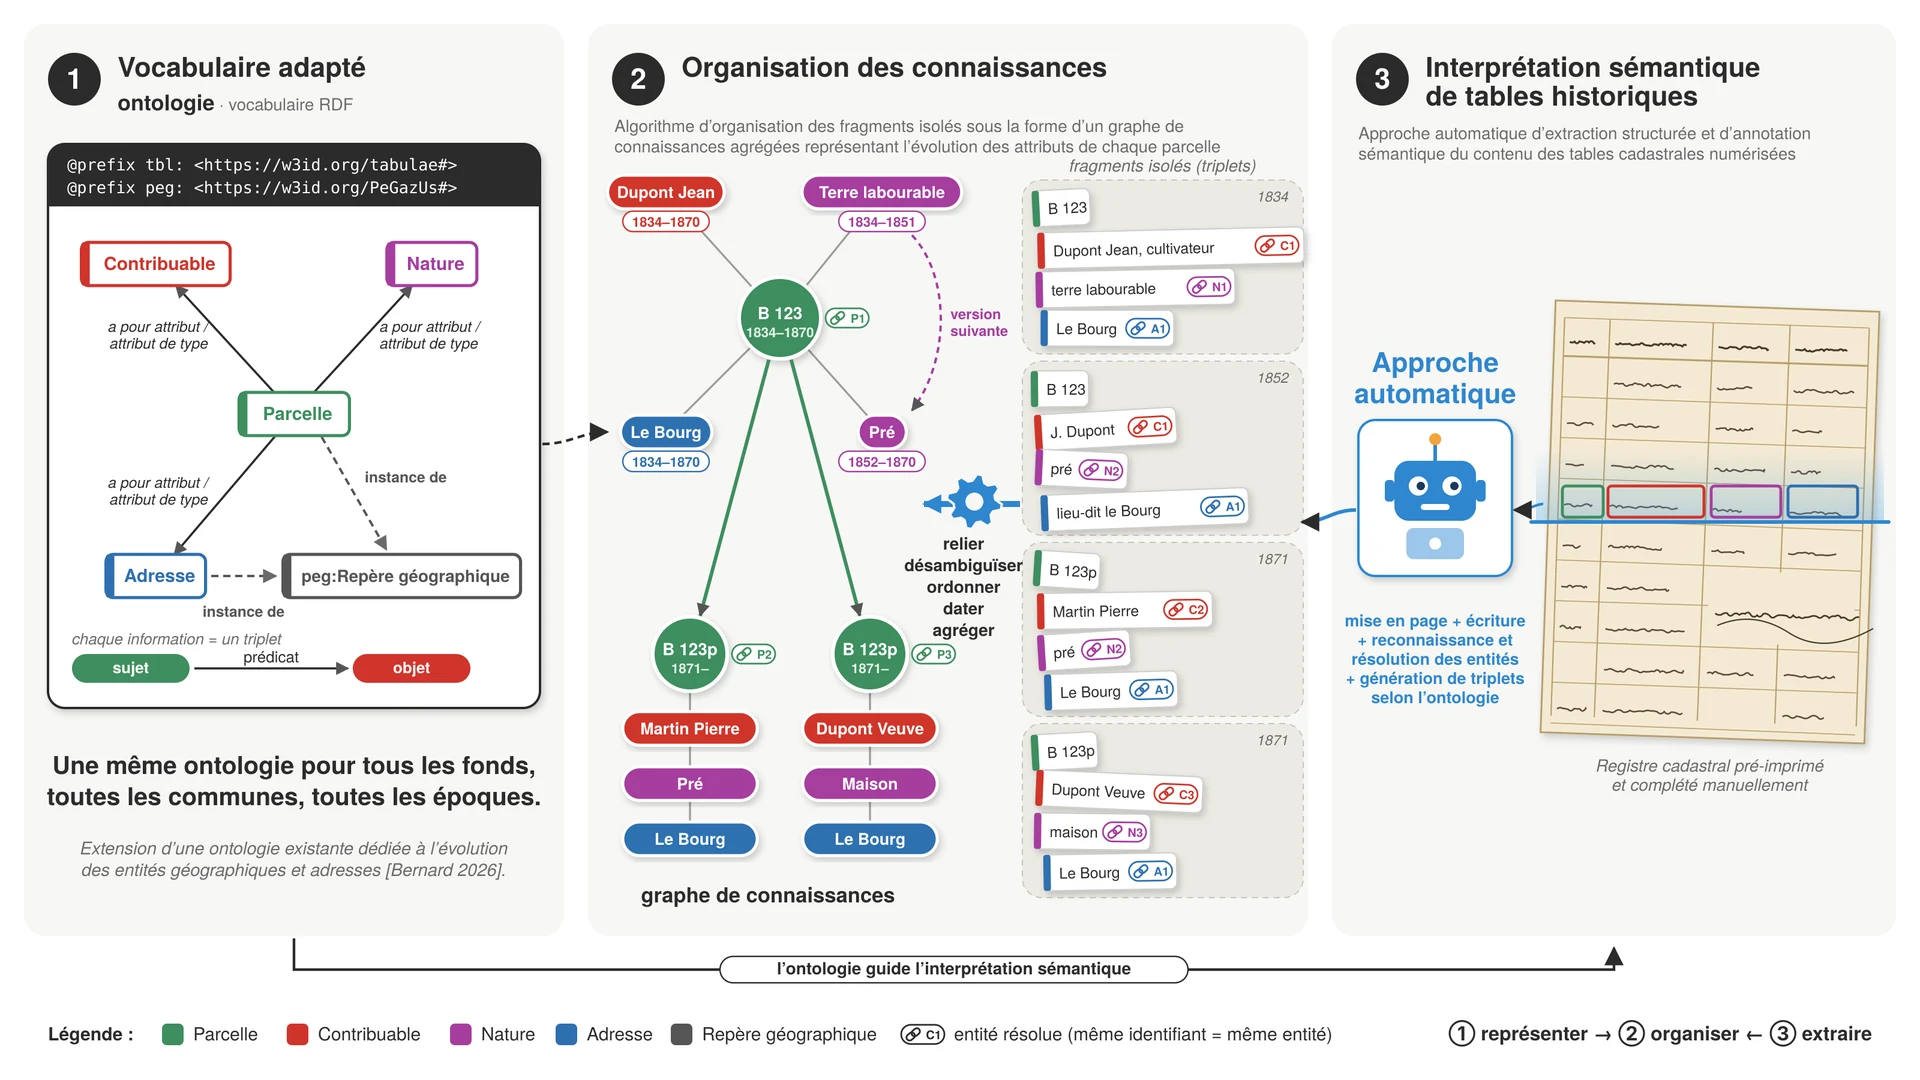 1
Vocabulaire adapté
ontologie · vocabulaire RDF
@prefix tbl: <https://w3id.org/tabulae#>
@prefix peg: <https://w3id.org/PeGazUs#>
Contribuable
Nature
a pour attribut /
attribut de type
a pour attribut /
attribut de type
Parcelle
a pour attribut /
attribut de type
instance de
Adresse
peg:Repère géographique
instance de
chaque information = un triplet
sujet
prédicat
objet
Une même ontologie pour tous les fonds,
toutes les communes, toutes les époques.
Extension d’une ontologie existante dédiée à l’évolution
des entités géographiques et adresses [Bernard 2026].
2
Organisation des connaissances
Algorithme d’organisation des fragments isolés sous la forme d’un graphe de
connaissances agrégées représentant l’évolution des attributs de chaque parcelle
fragments isolés (triplets)
Dupont Jean
1834–1870
Terre labourable
1834–1851
B 123
1834–1870
P1
version
suivante
Le Bourg
1834–1870
Pré
1852–1870
relier
désambiguïser
ordonner
dater
agréger
B 123p
1871–
P2
B 123p
1871–
P3
Martin Pierre
Pré
Le Bourg
Dupont Veuve
Maison
Le Bourg
graphe de connaissances
1834
B 123
Dupont Jean, cultivateur C1
terre labourable N1
Le Bourg A1
1852
B 123
J. Dupont C1
pré N2
lieu-dit le Bourg A1
1871
B 123p
Martin Pierre C2
pré N2
Le Bourg A1
1871
B 123p
Dupont Veuve C3
maison N3
Le Bourg A1
3
Interprétation sémantique
de tables historiques
Approche automatique d’extraction structurée et d’annotation
sémantique du contenu des tables cadastrales numérisées
Approche
automatique
mise en page + écriture
+ reconnaissance et
résolution des entités
+ génération de triplets
selon l’ontologie
Registre cadastral pré-imprimé
et complété manuellement
l’ontologie guide l’interprétation sémantique
Légende : Parcelle Contribuable Nature Adresse Repère géographique C1 entité résolue (même identifiant = même entité)
1 représenter → 2 organiser ← 3 extraire